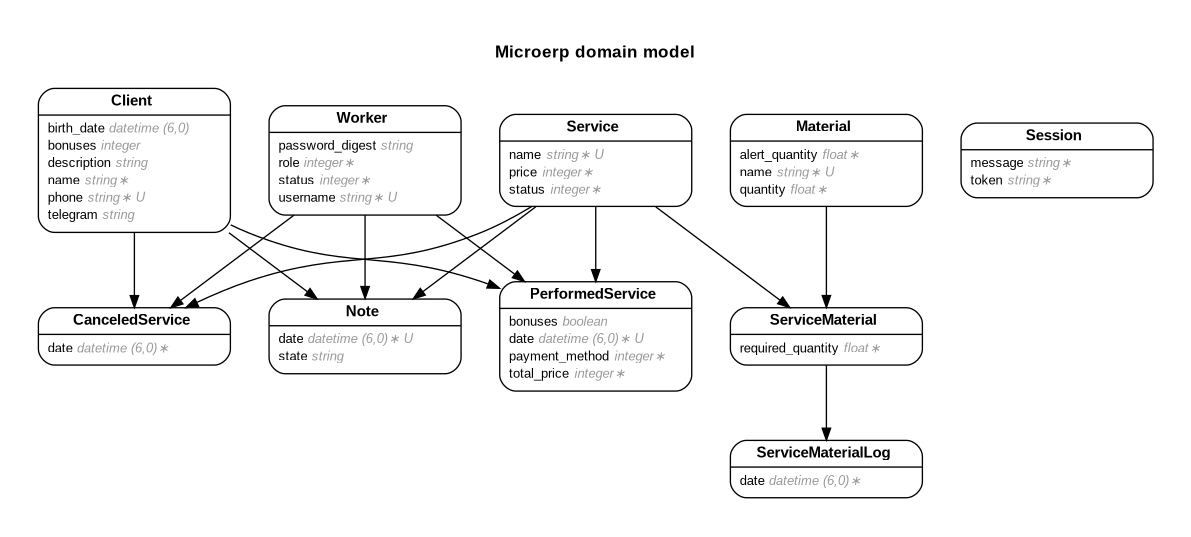 Microerp domain model
Client
birth_date datetime (6,0)
bonuses integer
description string
name string∗
phone string∗ U
telegram string
Worker
password_digest string
role integer∗
status integer∗
username string∗ U
Service
name string∗ U
price integer∗
status integer∗
Material
alert_quantity float∗
name string∗ U
quantity float∗
Session
message string∗
token string∗
CanceledService
date datetime (6,0)∗
Note
date datetime (6,0)∗ U
state string
PerformedService
bonuses boolean
date datetime (6,0)∗ U
payment_method integer∗
total_price integer∗
ServiceMaterial
required_quantity float∗
ServiceMaterialLog
date datetime (6,0)∗